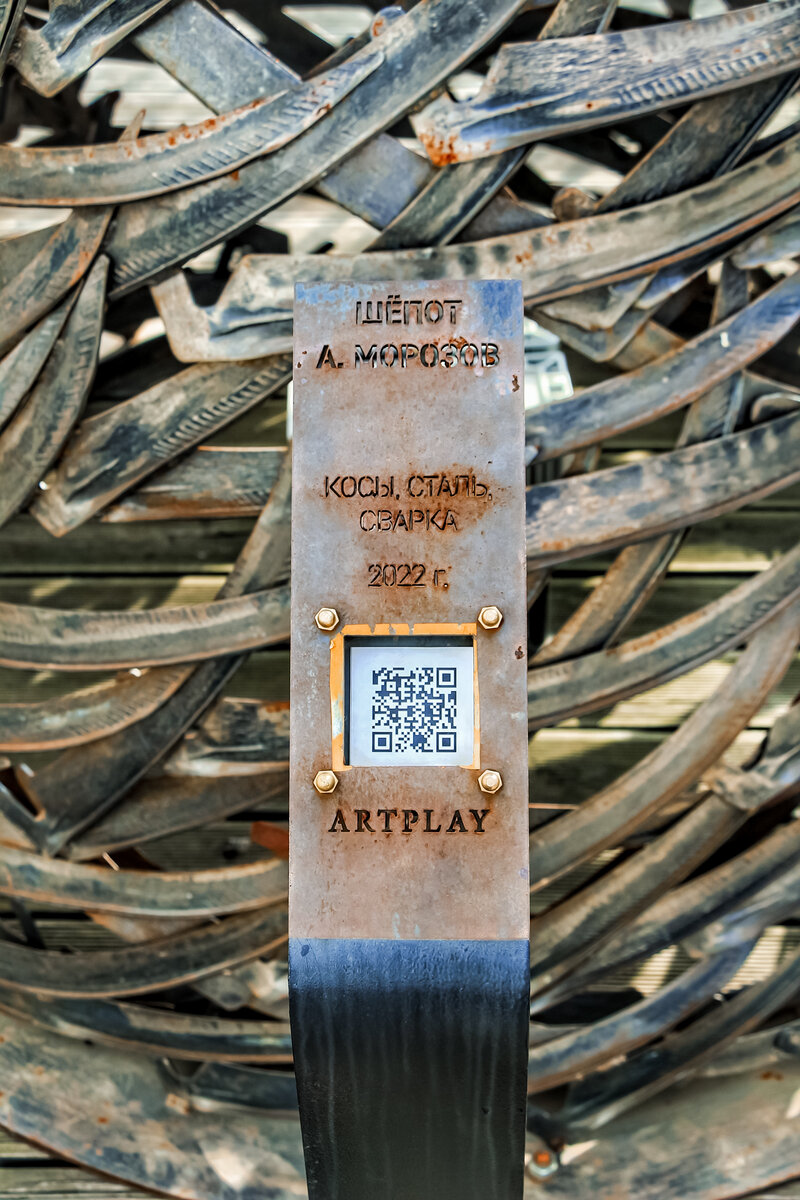 ШЁПОТ
А. МОРОЗОВ
КОСЫ, СТАЛЬ,
СВАРКА
2022 г.
ARTPLAY